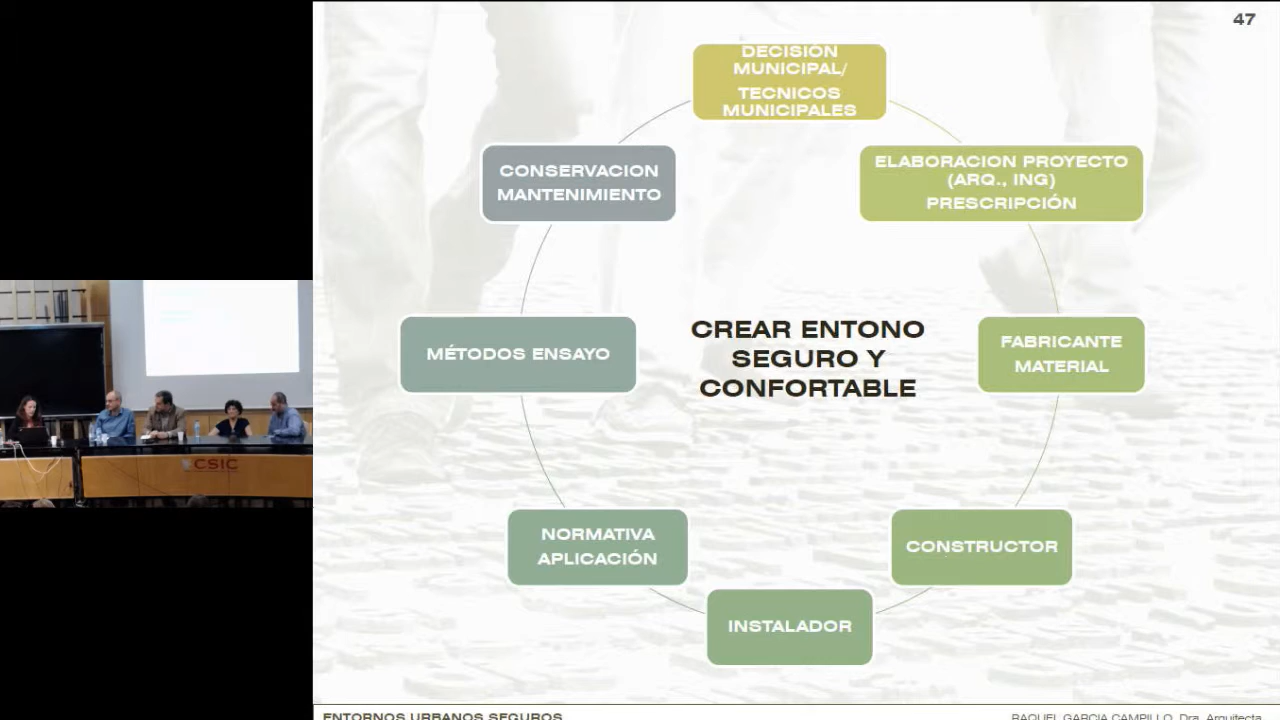 47
DECISIÓN
MUNICIPAL/
TECNICOS
MUNICIPALES
CONSERVACION
MANTENIMIENTO
ELABORACION PROYECTO
(ARQ., ING)
PRESCRIPCIÓN
MÉTODOS ENSAYO
CREAR ENTONO
SEGURO Y
CONFORTABLE
FABRICANTE
MATERIAL
CSIC
NORMATIVA
APLICACIÓN
CONSTRUCTOR
INSTALADOR
ENTORNOS URBANOS SEGUROS
RAQUEL GARCIA CAMPILLO, Dra. Arquitecta